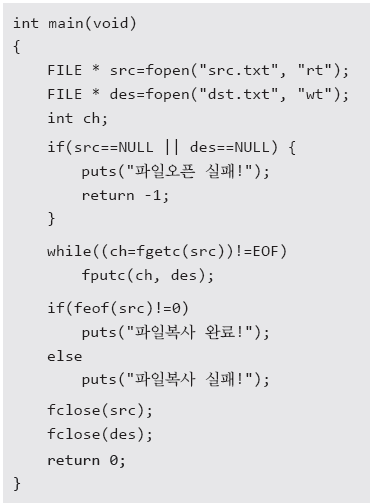 int main(void)
{
    FILE * src=fopen("src.txt", "rt");
    FILE * des=fopen("dst.txt", "wt");
    int ch;
    if(src==NULL || des==NULL) {
        puts("파일오픈 실패!");
        return -1;
    }
    while((ch=fgetc(src))!=EOF)
        fputc(ch, des);
    if(feof(src)!=0)
        puts("파일복사 완료!");
    else
        puts("파일복사 실패!");
    fclose(src);
    fclose(des);
    return 0;
}